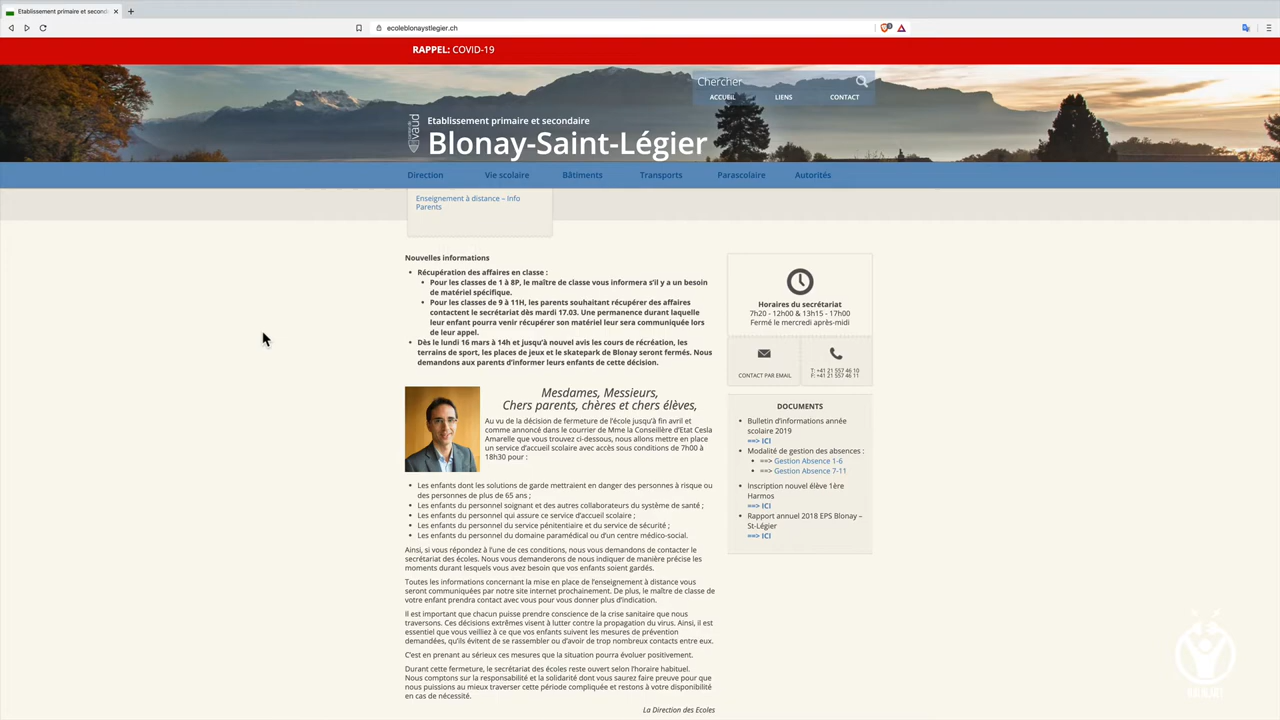 Etablissement primaire et second
ecoleblonaystlegier.ch
RAPPEL: COVID-19
Chercher
ACCUEIL LIENS CONTACT
vaud
Etablissement primaire et secondaire
Blonay-Saint-Légier
Direction Vie scolaire Bâtiments Transports Parascolaire Autorités
Enseignement à distance – Info
Parents
Nouvelles informations
Récupération des affaires en classe :
Pour les classes de 1 à 8P, le maître de classe vous informera s'il y a un besoin
de matériel spécifique.
Pour les classes de 9 à 11H, les parents souhaitant récupérer des affaires
contactent le secrétariat dès mardi 17.03. Une permanence durant laquelle
leur enfant pourra venir récupérer son matériel leur sera communiquée lors
de leur appel.
Dès le lundi 16 mars à 14h et jusqu'à nouvel avis les cours de récréation, les
terrains de sport, les places de jeux et le skatepark de Blonay seront fermés. Nous
demandons aux parents d'informer leurs enfants de cette décision.
Mesdames, Messieurs,
Chers parents, chères et chers élèves,
Au vu de la décision de fermeture de l'école jusqu'à fin avril et
comme annoncé dans le courrier de Mme la Conseillère d'Etat Cesla
Amarelle que vous trouvez ci-dessous, nous allons mettre en place
un service d'accueil scolaire avec accès sous conditions de 7h00 à
18h30 pour :
Les enfants dont les solutions de garde mettraient en danger des personnes à risque ou
des personnes de plus de 65 ans ;
Les enfants du personnel soignant et des autres collaborateurs du système de santé ;
Les enfants du personnel qui assure ce service d'accueil scolaire ;
Les enfants du personnel du service pénitentiaire et du service de sécurité ;
Les enfants du personnel du domaine paramédical ou d'un centre médico-social.
Ainsi, si vous répondez à l'une de ces conditions, nous vous demandons de contacter le
secrétariat des écoles. Nous vous demanderons de nous indiquer de manière précise les
moments durant lesquels vous avez besoin que vos enfants soient gardés.
Toutes les informations concernant la mise en place de l'enseignement à distance vous
seront communiquées par notre site internet prochainement. De plus, le maître de classe de
votre enfant prendra contact avec vous pour vous donner plus d'indication.
Il est important que chacun puisse prendre conscience de la crise sanitaire que nous
traversons. Ces décisions extrêmes visent à lutter contre la propagation du virus. Ainsi, il est
essentiel que vous veilliez à ce que vos enfants suivent les mesures de prévention
demandées, qu'ils évitent de se rassembler ou d'avoir de trop nombreux contacts entre eux.
C'est en prenant au sérieux ces mesures que la situation pourra évoluer positivement.
Durant cette fermeture, le secrétariat des écoles reste ouvert selon l'horaire habituel.
Nous comptons sur la responsabilité et la solidarité dont vous saurez faire preuve pour que
nous puissions au mieux traverser cette période compliquée et restons à votre disponibilité
en cas de nécessité.
La Direction des Ecoles
Horaires du secrétariat
7h20 - 12h00 & 13h15 - 17h00
Fermé le mercredi après-midi
CONTACT PAR EMAIL
T: +41 21 557 46 10
F: +41 21 557 46 11
DOCUMENTS
Bulletin d'informations année
scolaire 2019
==> ICI
Modalité de gestion des absences :
==> Gestion Absence 1-6
==> Gestion Absence 7-11
Inscription nouvel élève 1ère
Harmos
==> ICI
Rapport annuel 2018 EPS Blonay –
St-Légier
==> ICI